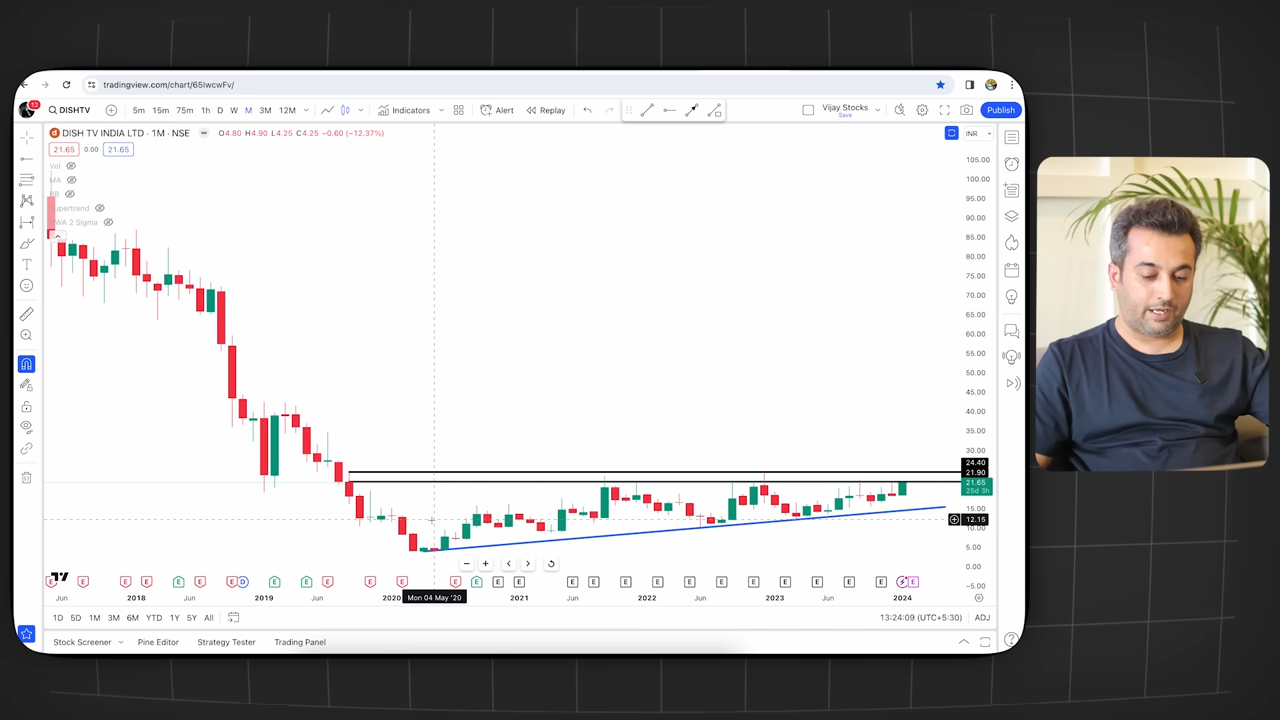 tradingview.com/chart/65IwcwFv/
12
DISHTV
5m 15m 75m 1h D W M 3M 12M
Indicators
Alert
Replay
Vijay Stocks
Save
Publish
DISH TV INDIA LTD · 1M · NSE
O4.80 H4.90 L4.25 C4.25 −0.60 (−12.37%)
INR
21.65 0.00 21.65
Vol
MA
BB
upertrend
WA 2 Sigma
105.00
100.00
95.00
90.00
85.00
80.00
75.00
70.00
65.00
60.00
55.00
50.00
45.00
40.00
35.00
30.00
24.40
21.90
21.65
25d 3h
15.00
12.15
10.00
5.00
0.00
−5.00
E E E E E E E D E E E E E E E E E E E E E E E E E E E E E
Jun 2018 Jun 2019 Jun 2020 Mon 04 May '20 2021 Jun 2022 Jun 2023 Jun 2024
1D 5D 1M 3M 6M YTD 1Y 5Y All
13:24:09 (UTC+5:30) ADJ
Stock Screener Pine Editor Strategy Tester Trading Panel